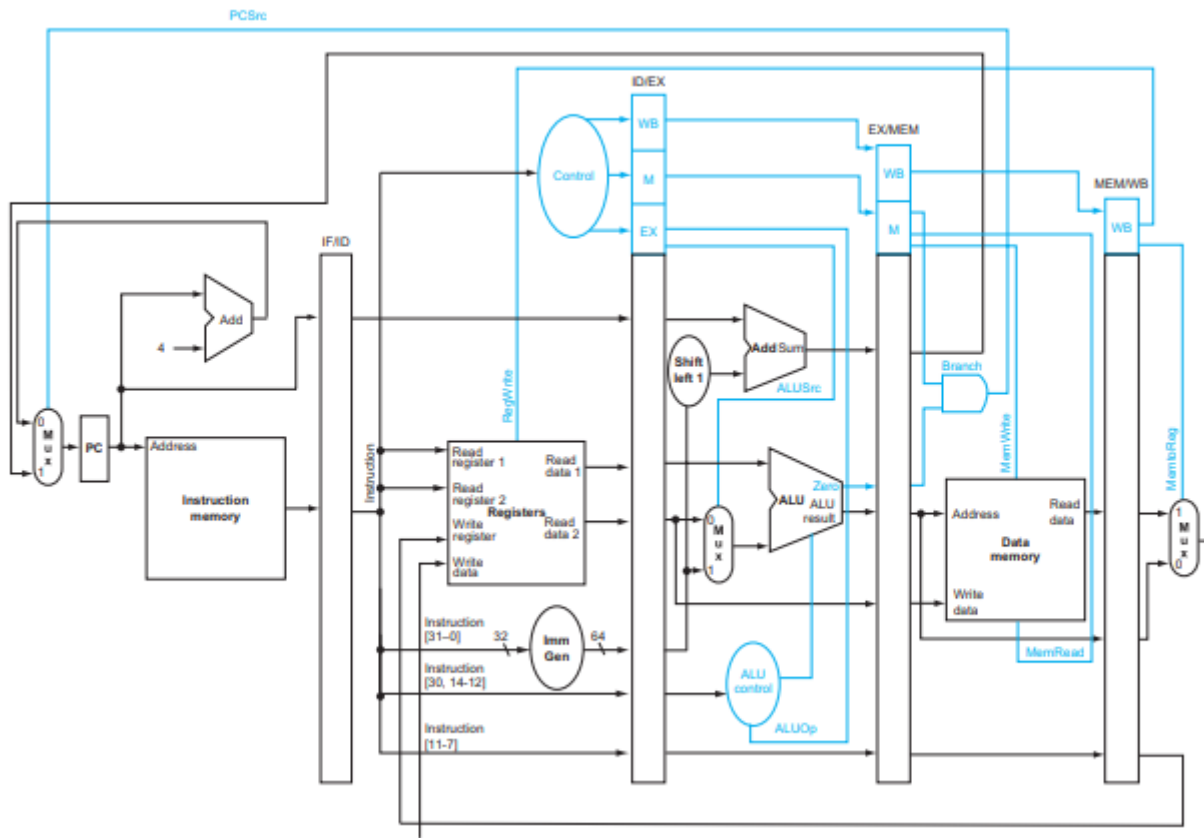 PCSrc
ID/EX
WB
EX/MEM
Control
M
WB
MEM/WB
IF/ID
EX
M
WB
Add
4
Add Sum
Shift
left 1
Branch
ALUSrc
RegWrite
MemWrite
MemtoReg
0
M
u
x
1
PC
Address
Instruction
memory
Instruction
Read
register 1
Read
data 1
Read
register 2
Registers
Write
register
Read
data 2
Write
data
0
M
u
x
1
Zero
ALU
ALU
result
Address
Read
data
Data
memory
Write
data
1
M
u
x
0
MemRead
Instruction
[31–0]
32
Imm
Gen
64
Instruction
[30, 14-12]
ALU
control
Instruction
[11-7]
ALUOp